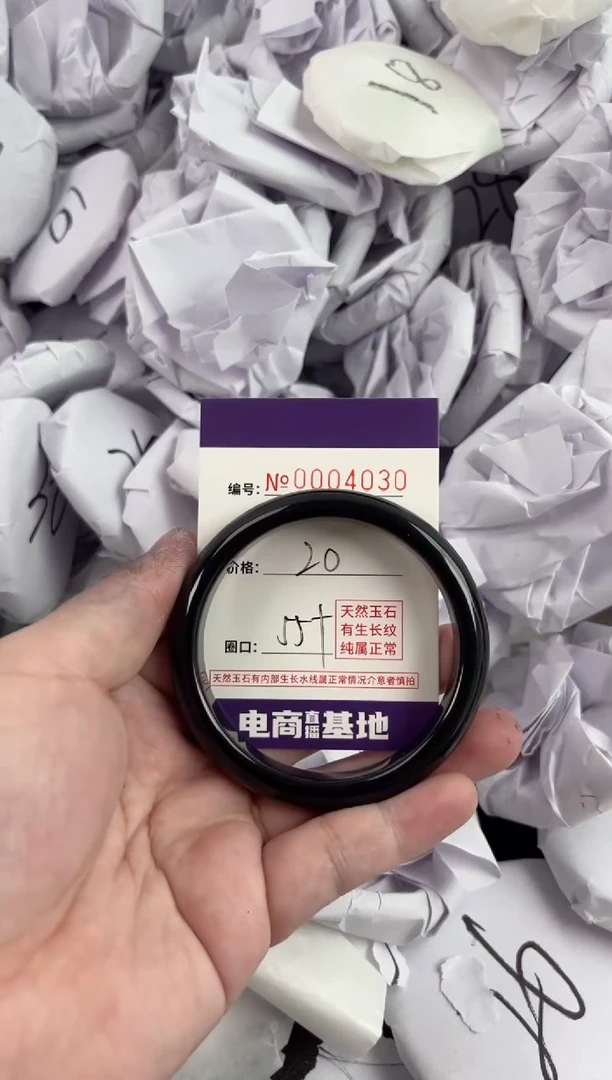 18
编号: № 0004030
价格: 20
圈口:
天然玉石
有生长纹
纯属正常
天然玉石有内部生长水线属正常情况介意者慎拍
电商直播基地